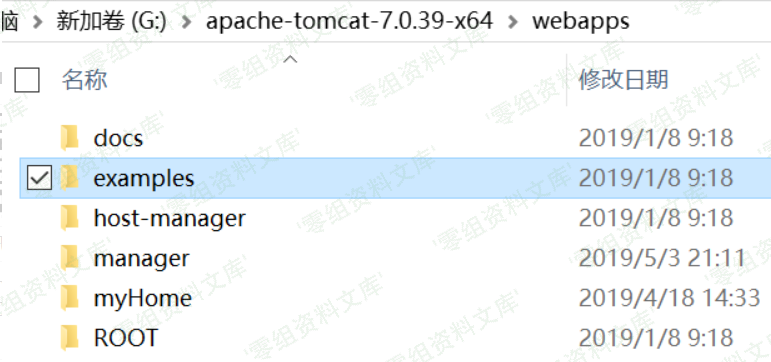 脑 > 新加卷 (G:) > apache-tomcat-7.0.39-x64 > webapps
名称 修改日期
docs 2019/1/8 9:18
examples 2019/1/8 9:18
host-manager 2019/1/8 9:18
manager 2019/5/3 21:11
myHome 2019/4/18 14:33
ROOT 2019/1/8 9:18
'零组资料文库'